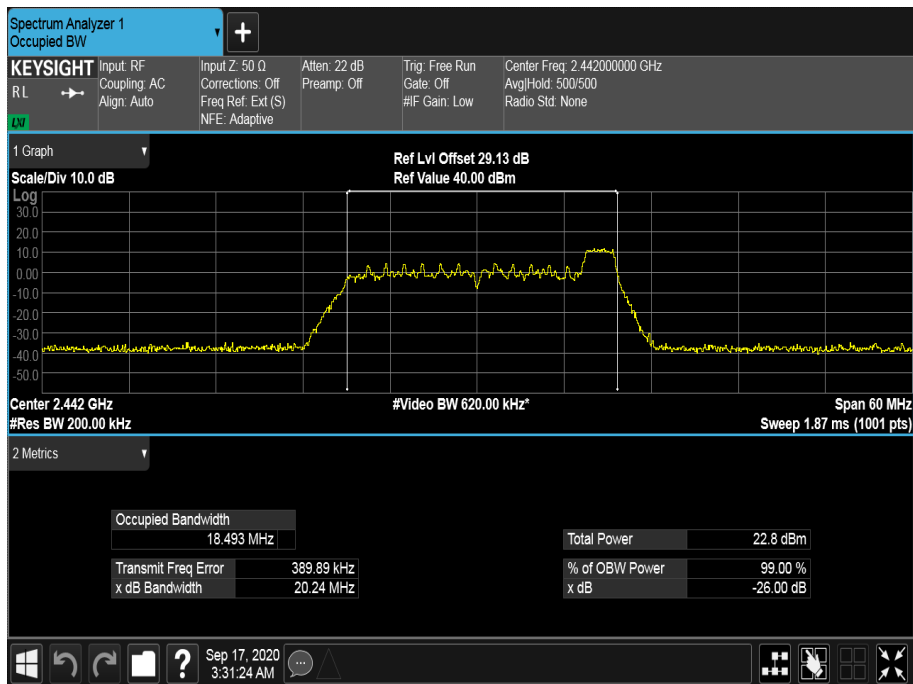 Spectrum Analyzer 1
Occupied BW
+
KEYSIGHT
RL
LXI
Input: RF
Coupling: AC
Align: Auto
Input Z: 50 Ω
Corrections: Off
Freq Ref: Ext (S)
NFE: Adaptive
Atten: 22 dB
Preamp: Off
Trig: Free Run
Gate: Off
#IF Gain: Low
Center Freq: 2.442000000 GHz
Avg|Hold: 500/500
Radio Std: None
1 Graph
Scale/Div 10.0 dB
Ref Lvl Offset 29.13 dB
Ref Value 40.00 dBm
Log
30.0
20.0
10.0
0.00
-10.0
-20.0
-30.0
-40.0
-50.0
Center 2.442 GHz
#Res BW 200.00 kHz
#Video BW 620.00 kHz*
Span 60 MHz
Sweep 1.87 ms (1001 pts)
2 Metrics
Occupied Bandwidth
18.493 MHz
Transmit Freq Error 389.89 kHz
x dB Bandwidth 20.24 MHz
Total Power 22.8 dBm
% of OBW Power 99.00 %
x dB -26.00 dB
?
Sep 17, 2020
3:31:24 AM